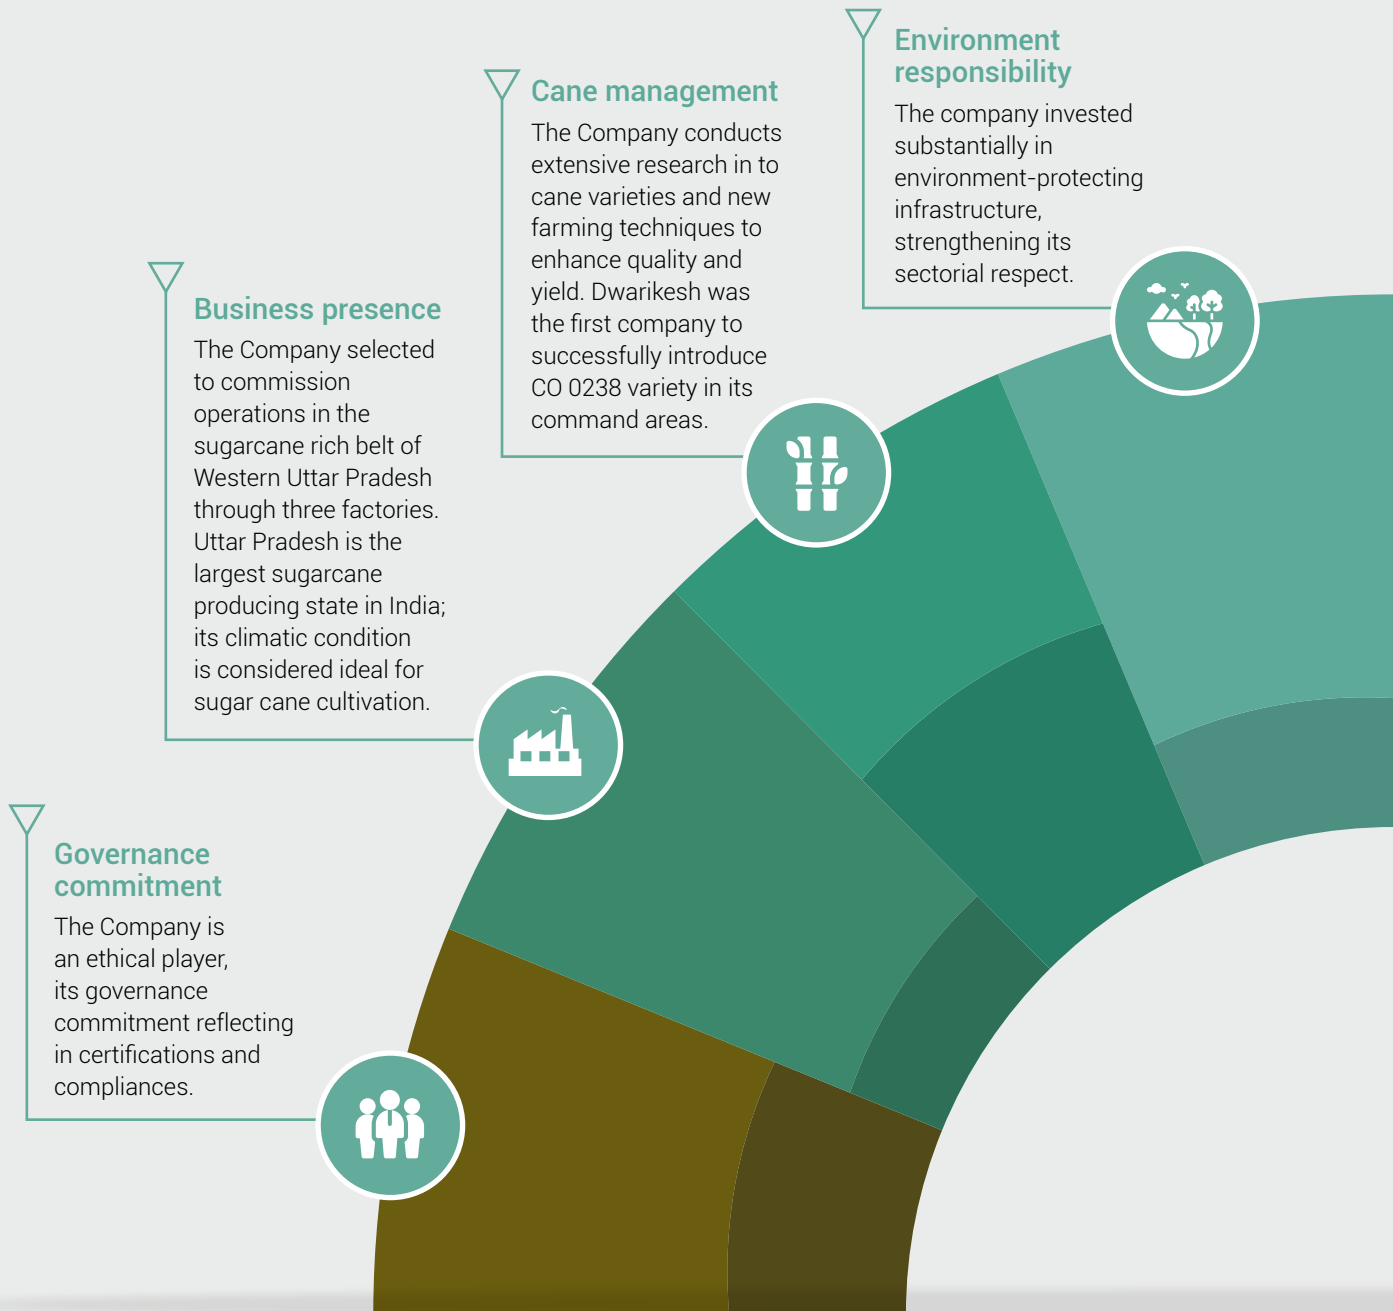 Environment
responsibility
The company invested
substantially in
environment-protecting
infrastructure,
strengthening its
sectorial respect.
Cane management
The Company conducts
extensive research in to
cane varieties and new
farming techniques to
enhance quality and
yield. Dwarikesh was
the first company to
successfully introduce
CO 0238 variety in its
command areas.
Business presence
The Company selected
to commission
operations in the
sugarcane rich belt of
Western Uttar Pradesh
through three factories.
Uttar Pradesh is the
largest sugarcane
producing state in India;
its climatic condition
is considered ideal for
sugar cane cultivation.
Governance
commitment
The Company is
an ethical player,
its governance
commitment reflecting
in certifications and
compliances.